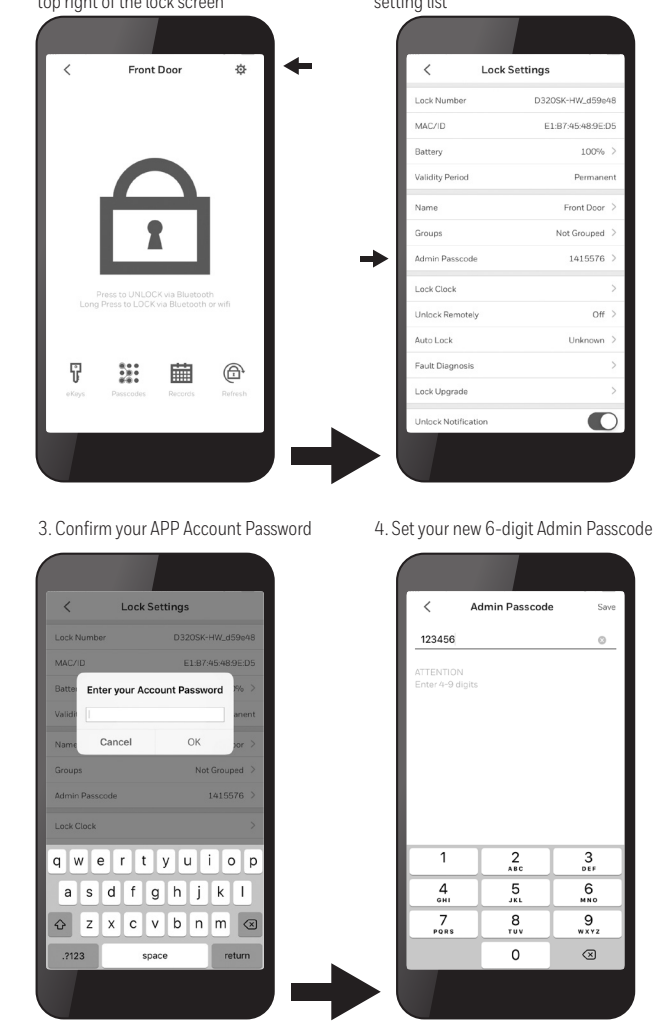 top right of the lock screen
setting list
Front Door
Press to UNLOCK via Bluetooth
Long Press to LOCK via Bluetooth or wifi
eKeys Passcodes Records Refresh
Lock Settings
Lock Number D320SK-HW_d59e48
MAC/ID E1:B7:45:48:9E:D5
Battery 100% >
Validity Period Permanent
Name Front Door >
Groups Not Grouped >
Admin Passcode 1415576 >
Lock Clock >
Unlock Remotely Off >
Auto Lock Unknown >
Fault Diagnosis >
Lock Upgrade >
Unlock Notification
3. Confirm your APP Account Password
Lock Settings
Lock Number D320SK-HW_d59e48
MAC/ID E1:B7:45:48:9E:D5
Enter your Account Password
Cancel OK
Groups Not Grouped >
Admin Passcode 1415576 >
Lock Clock >
q w e r t y u i o p
a s d f g h j k l
z x c v b n m
.?123 space return
4. Set your new 6-digit Admin Passcode
Admin Passcode Save
123456
ATTENTION
Enter 4-9 digits
1 2 3
ABC DEF
4 5 6
GHI JKL MNO
7 8 9
PQRS TUV WXYZ
0